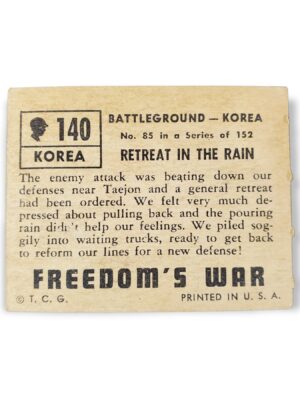 140
KOREA
BATTLEGROUND — KOREA
No. 85 in a Series of 152
RETREAT IN THE RAIN
The enemy attack was beating down our
defenses near Taejon and a general retreat
had been ordered. We felt very much de-
pressed about pulling back and the pouring
rain didn't help our feelings. We piled sog-
gily into waiting trucks, ready to get back
to reform our lines for a new defense!
FREEDOM'S WAR
© T. C. G.
PRINTED IN U. S. A.